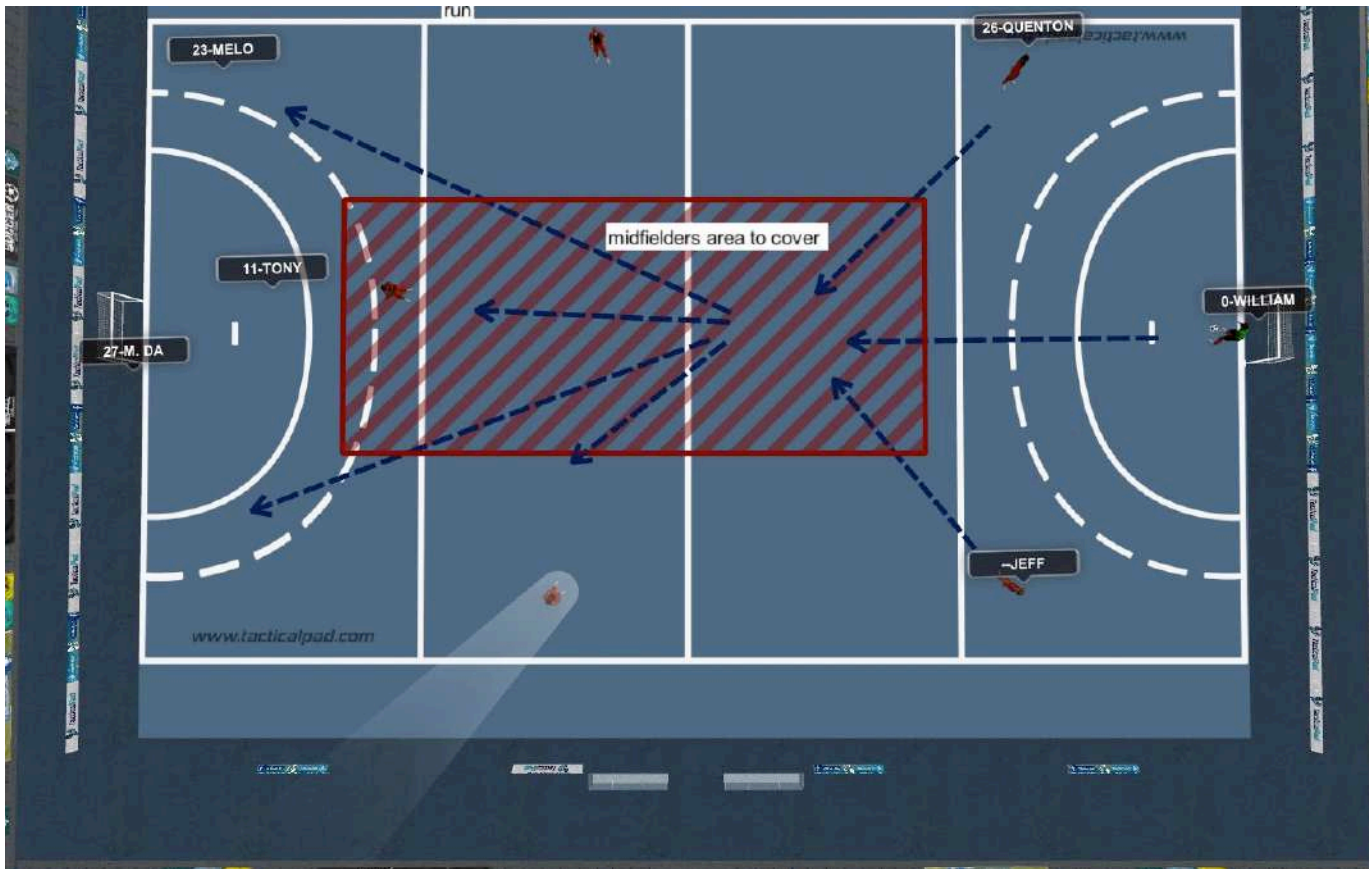 run
23-MELO
26-QUENTON
www.tacticalpad.com
midfielders area to cover
11-TONY
0-WILLIAM
27-M. DA
--JEFF
www.tacticalpad.com